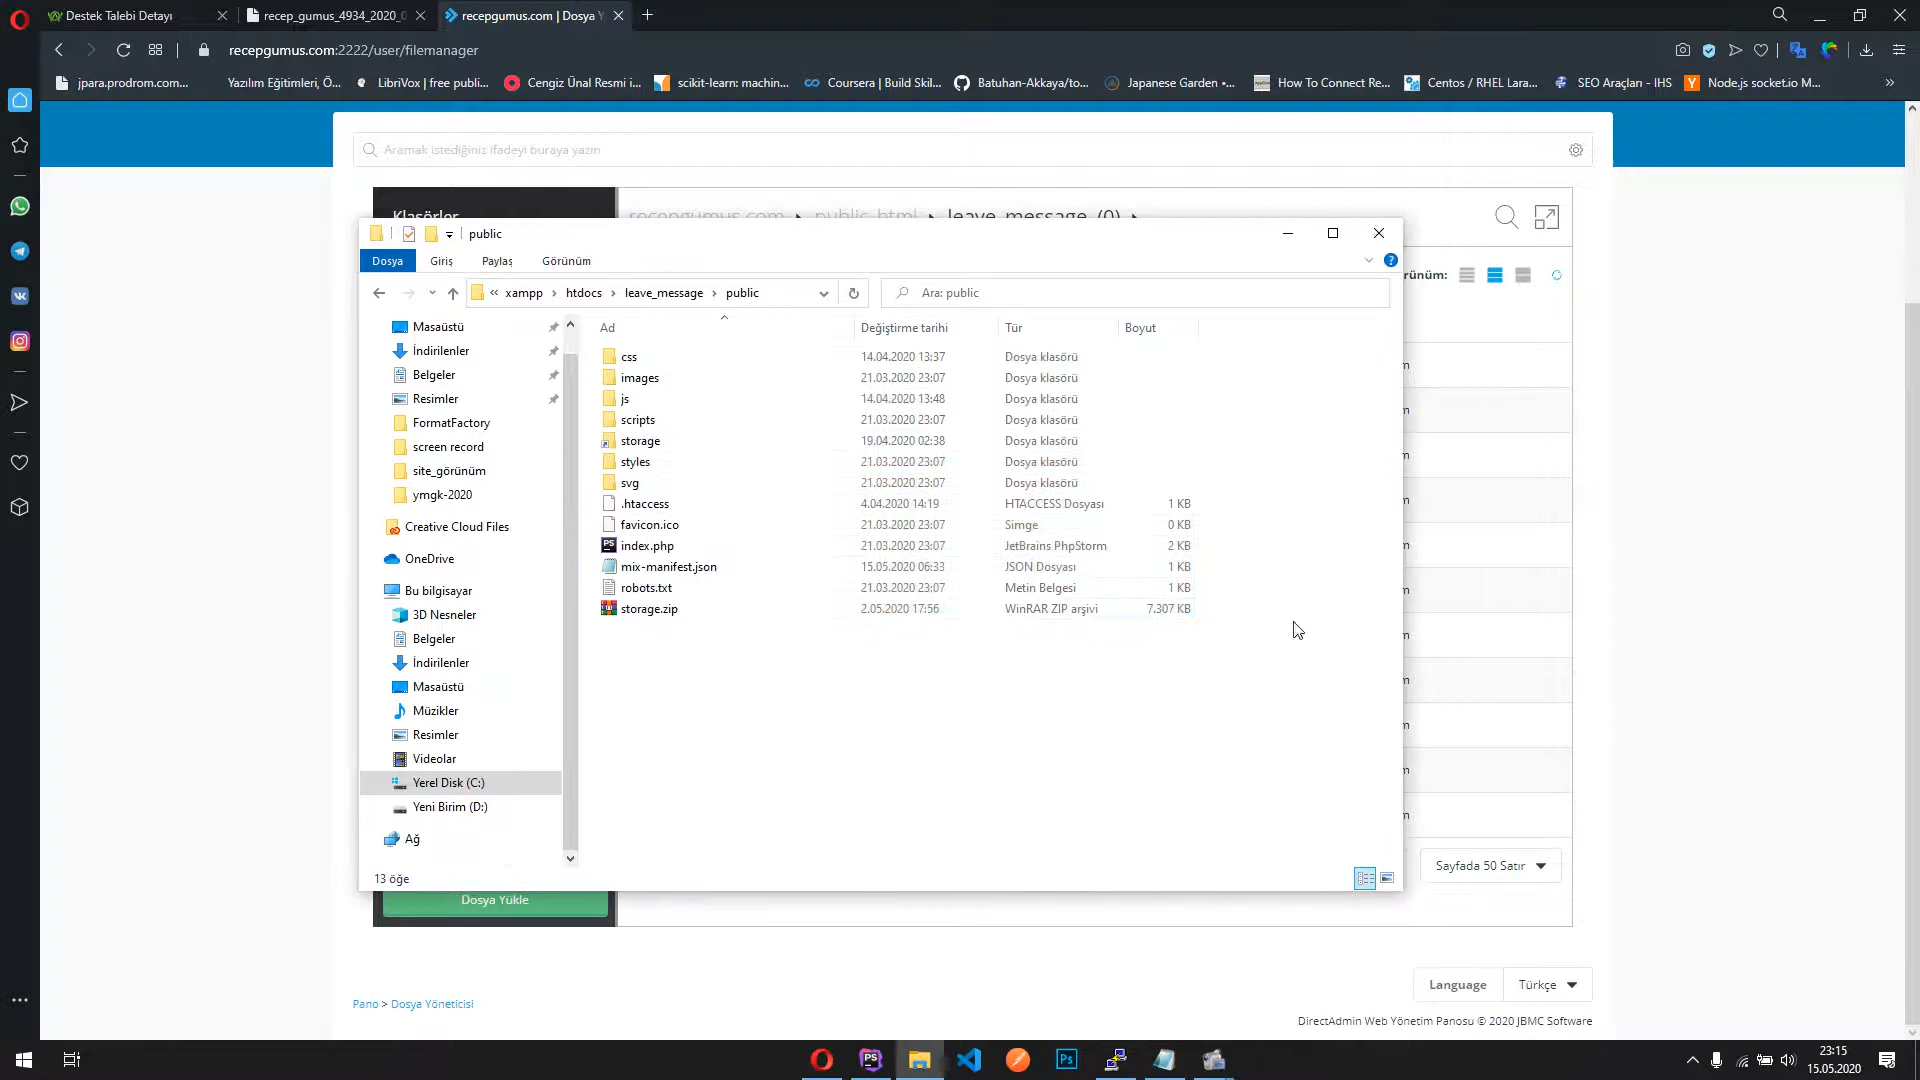 Destek Talebi Detayı
recep_gumus_4934_2020_0
recepgumus.com | Dosya Y
recepgumus.com:2222/user/filemanager
jpara.prodrom.com...
Yazılım Eğitimleri, Ö...
LibriVox | free publi...
Cengiz Ünal Resmi i...
scikit-learn: machin...
Coursera | Build Skil...
Batuhan-Akkaya/to...
Japanese Garden •...
How To Connect Re...
Centos / RHEL Lara...
SEO Araçları - IHS
Node.js socket.io M...
»
Aramak istediğiniz ifadeyi buraya yazın
Klasörler
recepgumus.com
public_html
leave_message (0)
public
Dosya
Giriş
Paylaş
Görünüm
rünüm:
« xampp > htdocs > leave_message > public
Ara: public
Ad
Değiştirme tarihi
Tür
Boyut
Masaüstü
İndirilenler
Belgeler
Resimler
FormatFactory
screen record
site_görünüm
ymgk-2020
Creative Cloud Files
OneDrive
Bu bilgisayar
3D Nesneler
Belgeler
İndirilenler
Masaüstü
Müzikler
Resimler
Videolar
Yerel Disk (C:)
Yeni Birim (D:)
Ağ
css 14.04.2020 13:37 Dosya klasörü
images 21.03.2020 23:07 Dosya klasörü
js 14.04.2020 13:48 Dosya klasörü
scripts 21.03.2020 23:07 Dosya klasörü
storage 19.04.2020 02:38 Dosya klasörü
styles 21.03.2020 23:07 Dosya klasörü
svg 21.03.2020 23:07 Dosya klasörü
.htaccess 4.04.2020 14:19 HTACCESS Dosyası 1 KB
favicon.ico 21.03.2020 23:07 Simge 0 KB
index.php 21.03.2020 23:07 JetBrains PhpStorm 2 KB
mix-manifest.json 15.05.2020 06:33 JSON Dosyası 1 KB
robots.txt 21.03.2020 23:07 Metin Belgesi 1 KB
storage.zip 2.05.2020 17:56 WinRAR ZIP arşivi 7.307 KB
13 öğe
Sayfada 50 Satır
Dosya Yükle
Language
Türkçe
Pano > Dosya Yöneticisi
DirectAdmin Web Yönetim Panosu © 2020 JBMC Software
23:15
15.05.2020